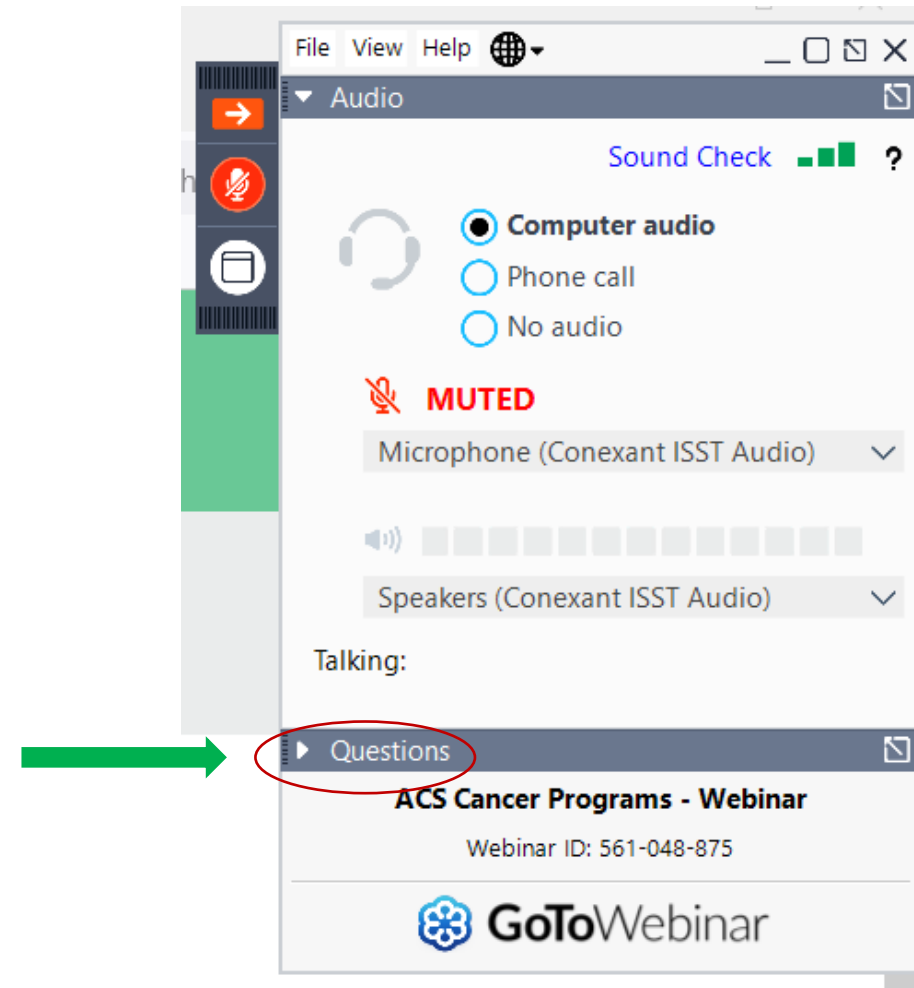 File View Help
Audio
Sound Check ?
h
Computer audio
Phone call
No audio
MUTED
Microphone (Conexant ISST Audio)
Speakers (Conexant ISST Audio)
Talking:
Questions
ACS Cancer Programs - Webinar
Webinar ID: 561-048-875
GoToWebinar